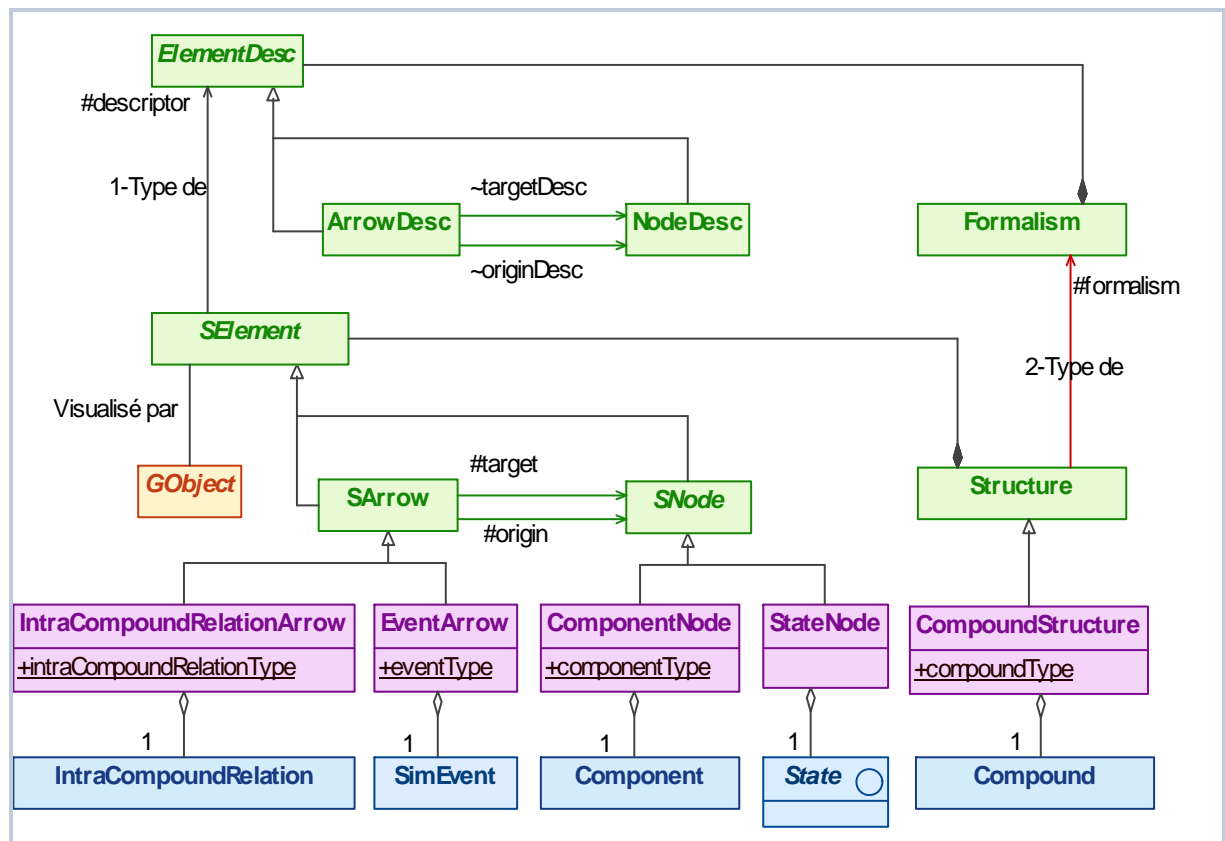 ElementDesc
#descriptor
1-Type de
~targetDesc
ArrowDesc
NodeDesc
Formalism
~originDesc
#formalism
SElement
2-Type de
Visualisé par
GObject
#target
SArrow
SNode
Structure
#origin
IntraCompoundRelationArrow
EventArrow
ComponentNode
StateNode
CompoundStructure
+intraCompoundRelationType
+eventType
+componentType
+compoundType
1
1
1
1
1
IntraCompoundRelation
SimEvent
Component
State
Compound